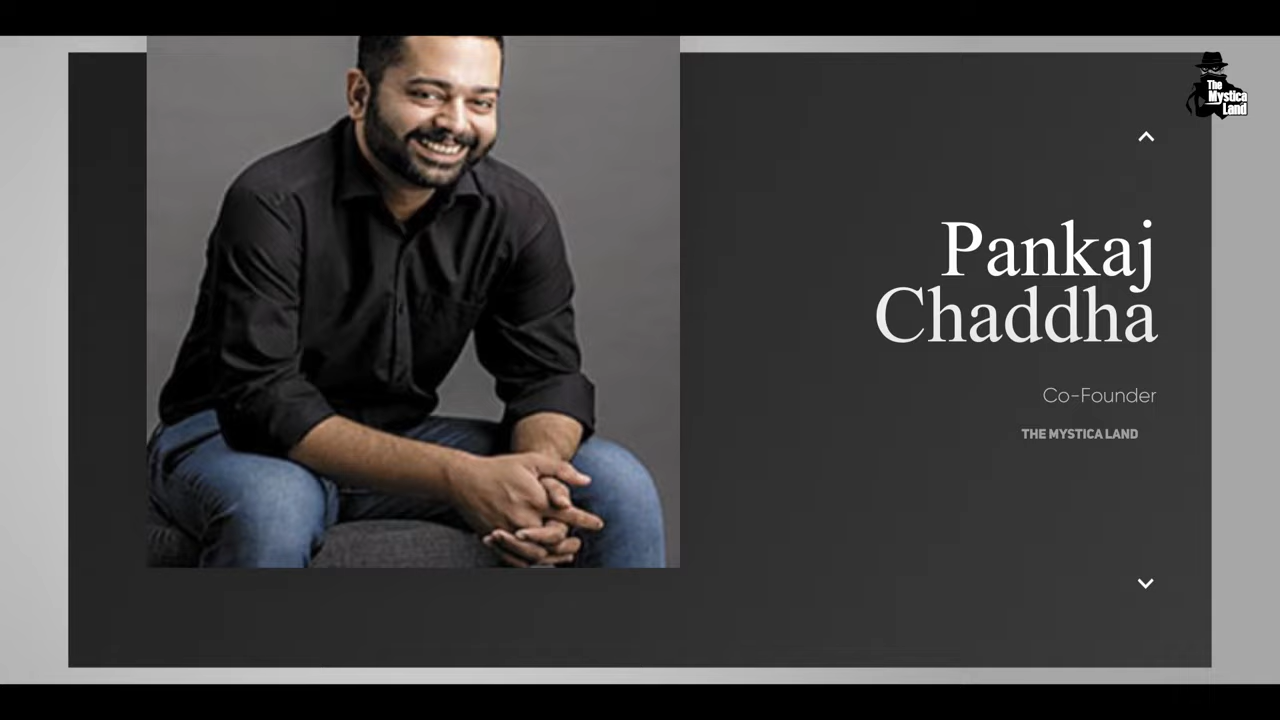 The
Mystica
Land
Pankaj
Chaddha
Co-Founder
THE MYSTICA LAND